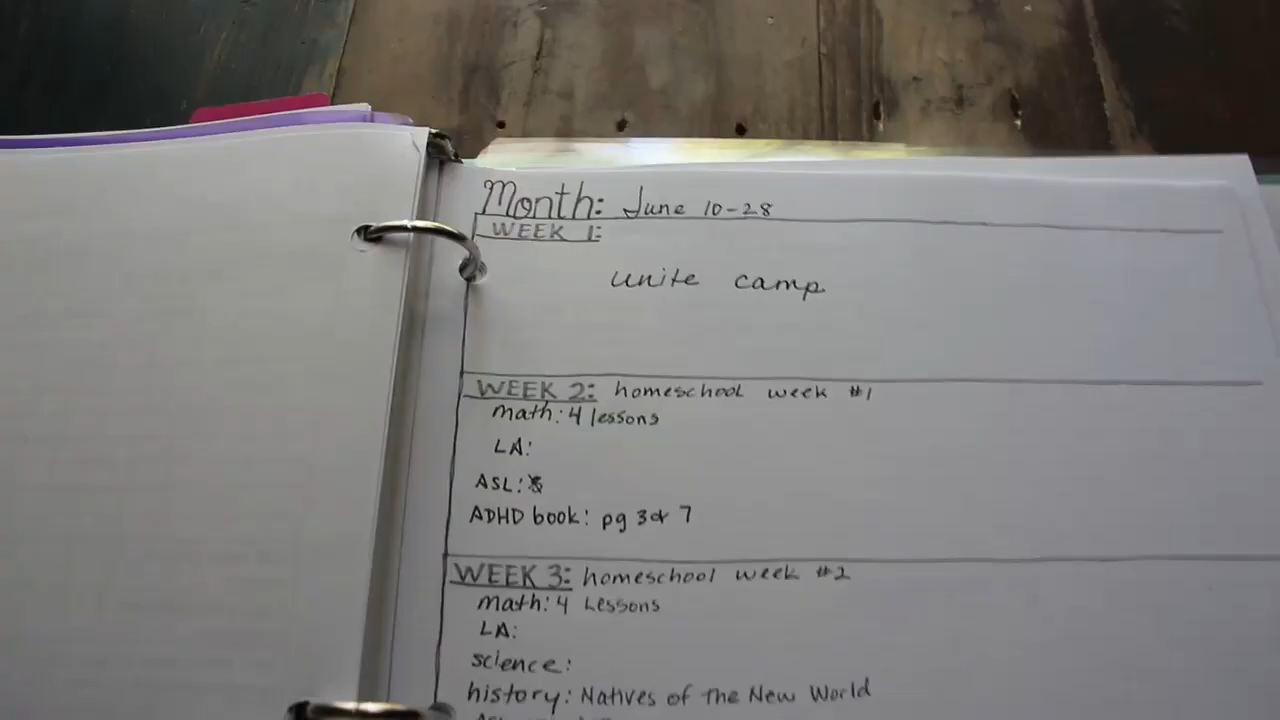 Month: June 10-28
WEEK 1:
unite camp
WEEK 2: homeschool week #1
math: 4 lessons
LA:
ASL:
ADHD book: pg 3 & 7
WEEK 3: homeschool week #2
math: 4 Lessons
LA:
science:
history: Natives of the New World